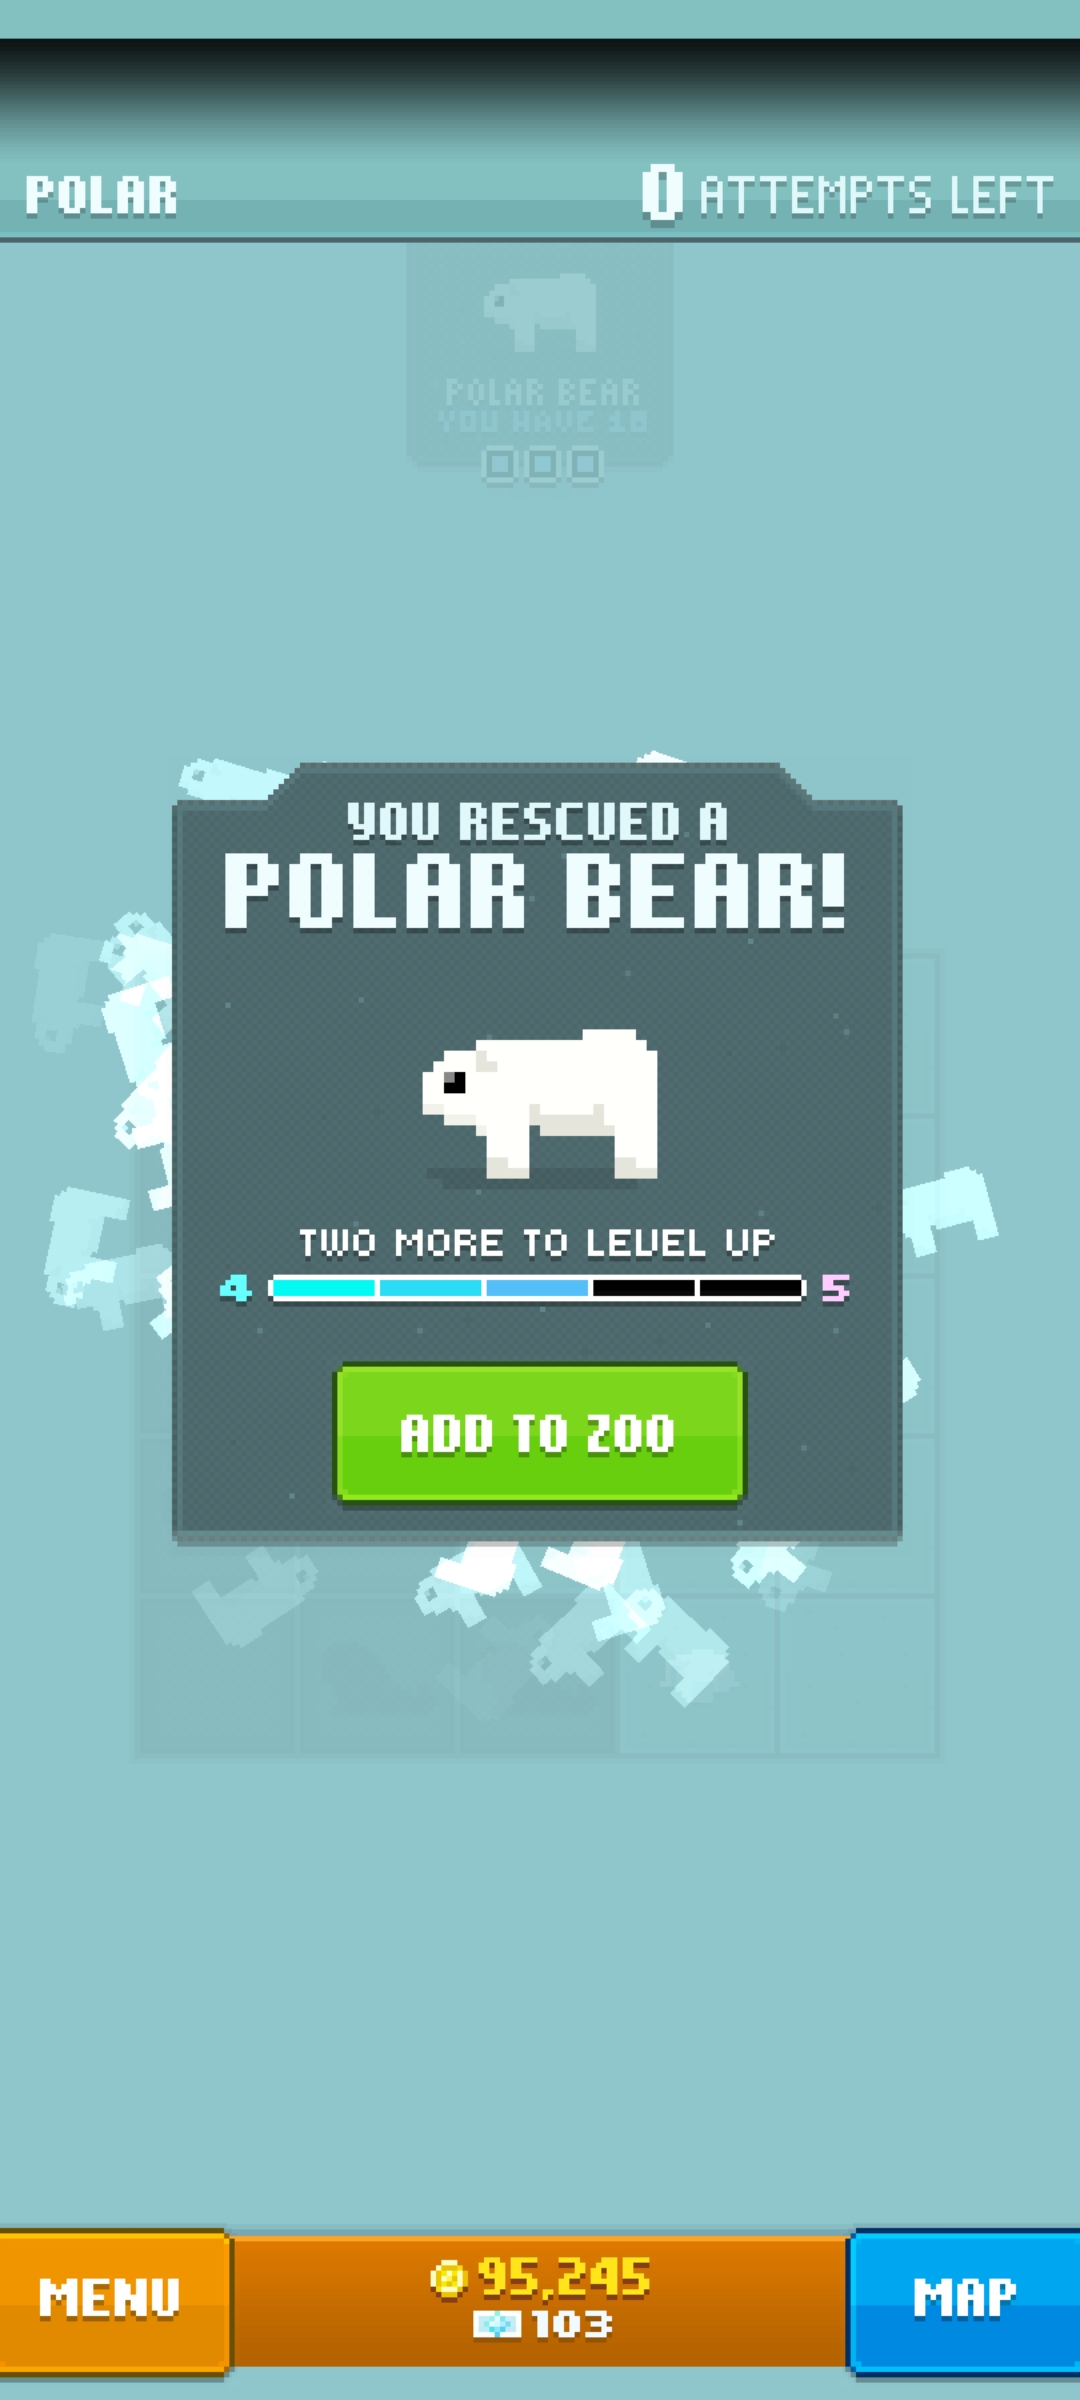 POLAR
0 ATTEMPTS LEFT
POLAR BEAR
YOU HAVE 10
YOU RESCUED A
POLAR BEAR!
TWO MORE TO LEVEL UP
4 5
ADD TO ZOO
MENU
95,245
103
MAP